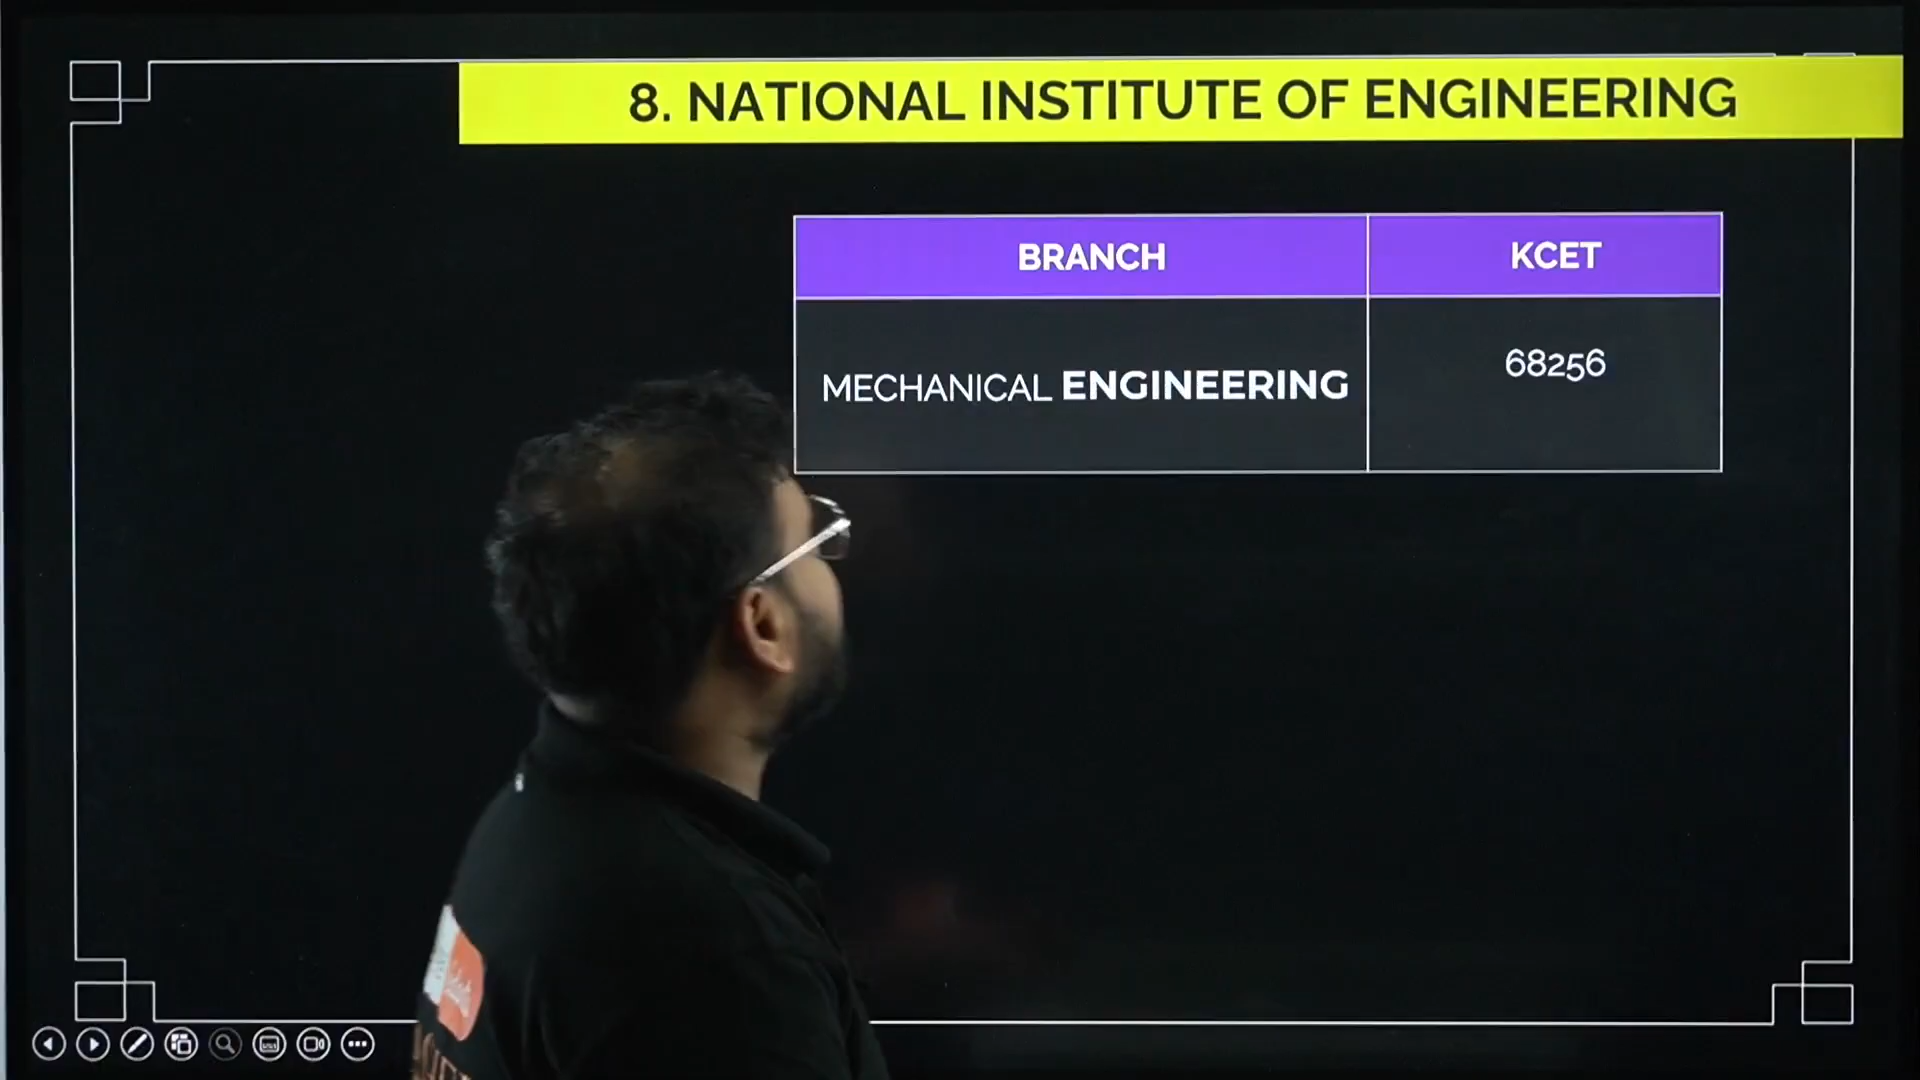 8. NATIONAL INSTITUTE OF ENGINEERING
BRANCH
KCET
MECHANICAL ENGINEERING
68256